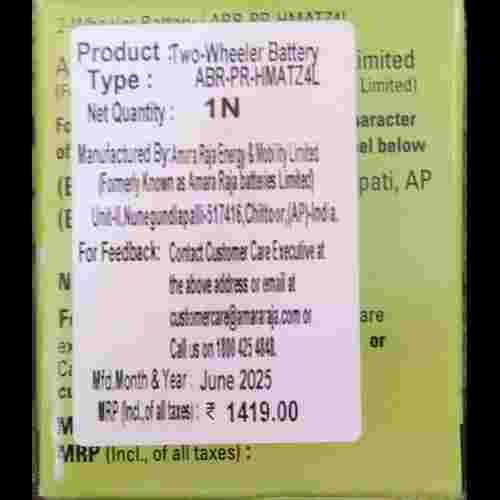 2-Wheeler Battery : ABR-PR-HMATZ4L
Product : Two-Wheeler Battery
Type : ABR-PR-HMATZ4L
Net Quantity : 1N
Manufactured By: Amara Raja Energy & Mobility Limited
(Formerly Known as Amara Raja batteries Limited)
Unit-II, Nunegundlapalli-517416, Chittoor, (AP)-India.
For Feedback: Contact Customer Care Executive at
the above address or email at
customercare@amararaja.com or
Call us on 1800 425 4848.
Mfd. Month & Year : June 2025
MRP (Incl., of all taxes) : ₹ 1419.00
imited
Limited)
aracter
el below
pati, AP
are
or
MRP (Incl., of all taxes) :